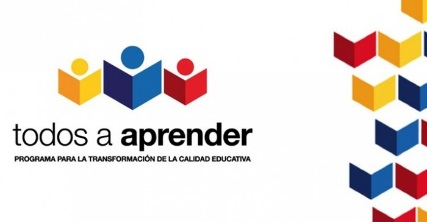 todos a aprender
PROGRAMA PARA LA TRANSFORMACIÓN DE LA CALIDAD EDUCATIVA